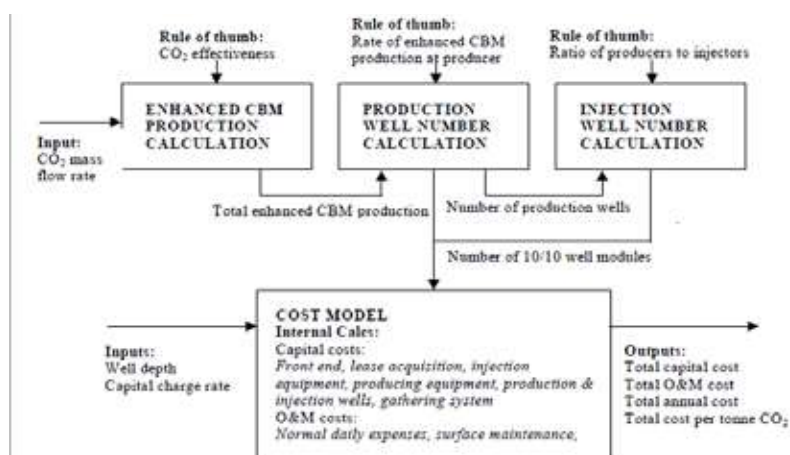 Rule of thumb:
CO₂ effectiveness
Rule of thumb:
Rate of enhanced CBM
production at producer
Rule of thumb:
Ratio of producers to injectors
Input:
CO₂ mass
flow rate
ENHANCED CBM
PRODUCTION
CALCULATION
PRODUCTION
WELL NUMBER
CALCULATION
INJECTION
WELL NUMBER
CALCULATION
Total enhanced CBM production
Number of production wells
Number of 10/10 well modules
Inputs:
Well depth
Capital charge rate
COST MODEL
Internal Calcs:
Capital costs:
Front end, lease acquisition, injection
equipment, producing equipment, production &
injection wells, gathering system
O&M costs:
Normal daily expenses, surface maintenance,
Outputs:
Total capital cost
Total O&M cost
Total annual cost
Total cost per tonne CO₂